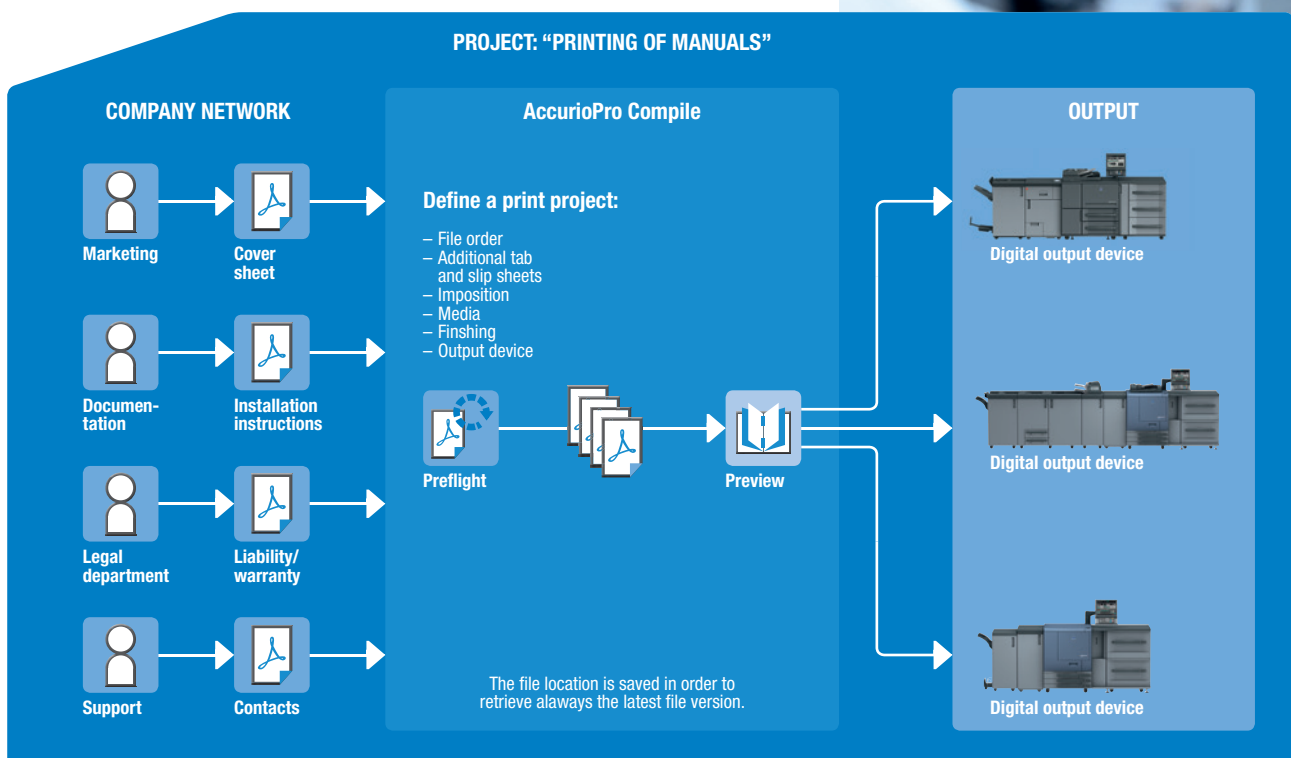 PROJECT: “PRINTING OF MANUALS”
COMPANY NETWORK
Marketing
Cover
sheet
Documen-
tation
Installation
instructions
Legal
department
Liability/
warranty
Support
Contacts
AccurioPro Compile
Define a print project:
– File order
– Additional tab
and slip sheets
– Imposition
– Media
– Finshing
– Output device
Preflight
Preview
The file location is saved in order to
retrieve alaways the latest file version.
OUTPUT
Digital output device
Digital output device
Digital output device